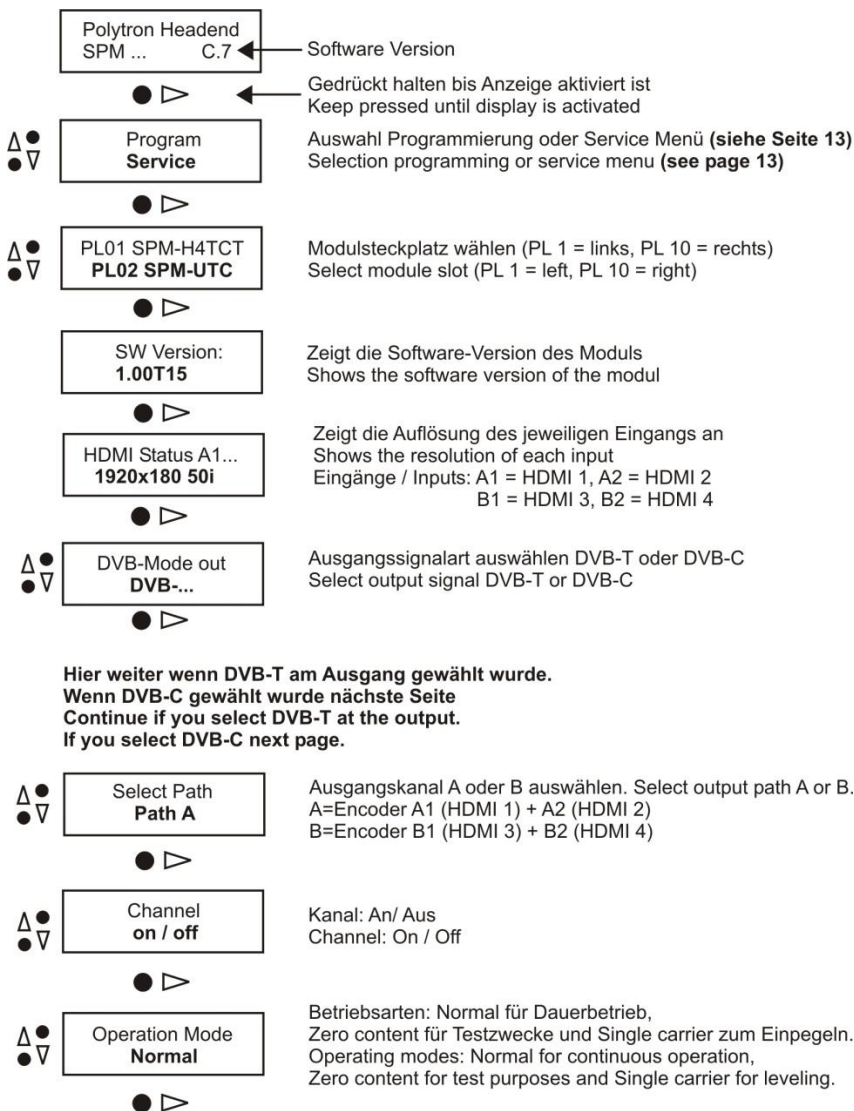 Polytron Headend
SPM ... C.7
Software Version
Gedrückt halten bis Anzeige aktiviert ist
Keep pressed until display is activated
Program
Service
Auswahl Programmierung oder Service Menü (siehe Seite 13)
Selection programming or service menu (see page 13)
PL01 SPM-H4TCT
PL02 SPM-UTC
Modulsteckplatz wählen (PL 1 = links, PL 10 = rechts)
Select module slot (PL 1 = left, PL 10 = right)
SW Version:
1.00T15
Zeigt die Software-Version des Moduls
Shows the software version of the modul
HDMI Status A1...
1920x180 50i
Zeigt die Auflösung des jeweiligen Eingangs an
Shows the resolution of each input
Eingänge / Inputs: A1 = HDMI 1, A2 = HDMI 2
B1 = HDMI 3, B2 = HDMI 4
DVB-Mode out
DVB-...
Ausgangssignalart auswählen DVB-T oder DVB-C
Select output signal DVB-T or DVB-C
Hier weiter wenn DVB-T am Ausgang gewählt wurde.
Wenn DVB-C gewählt wurde nächste Seite
Continue if you select DVB-T at the output.
If you select DVB-C next page.
Select Path
Path A
Ausgangskanal A oder B auswählen. Select output path A or B.
A=Encoder A1 (HDMI 1) + A2 (HDMI 2)
B=Encoder B1 (HDMI 3) + B2 (HDMI 4)
Channel
on / off
Kanal: An/ Aus
Channel: On / Off
Operation Mode
Normal
Betriebsarten: Normal für Dauerbetrieb,
Zero content für Testzwecke und Single carrier zum Einpegeln.
Operating modes: Normal for continuous operation,
Zero content for test purposes and Single carrier for leveling.